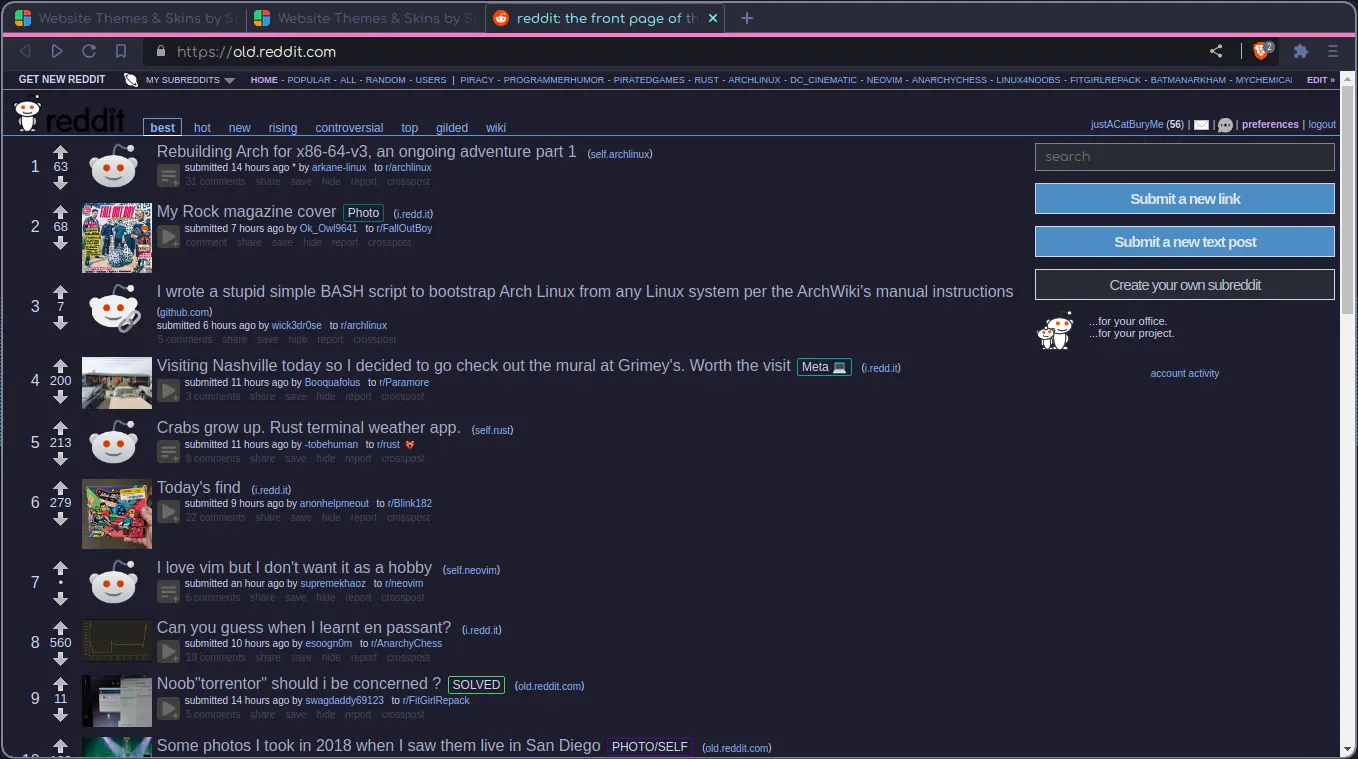 Website Themes & Skins by S
Website Themes & Skins by S
reddit: the front page of th
https://old.reddit.com
2
GET NEW REDDIT MY SUBREDDITS HOME - POPULAR - ALL - RANDOM - USERS | PIRACY - PROGRAMMERHUMOR - PIRATEDGAMES - RUST - ARCHLINUX - DC_CINEMATIC - NEOVIM - ANARCHYCHESS - LINUX4NOOBS - FITGIRLREPACK - BATMANARKHAM - MYCHEMICAL EDIT »
reddit best hot new rising controversial top gilded wiki
justACatBuryMe (56) | | | preferences | logout
1 63
Rebuilding Arch for x86-64-v3, an ongoing adventure part 1 (self.archlinux)
submitted 14 hours ago * by arkane-linux to r/archlinux
31 comments share save hide report crosspost
2 68
My Rock magazine cover Photo (i.redd.it)
submitted 7 hours ago by Ok_Owl9641 to r/FallOutBoy
comment share save hide report crosspost
FALL OUT BOY
3 7
I wrote a stupid simple BASH script to bootstrap Arch Linux from any Linux system per the ArchWiki's manual instructions
(github.com)
submitted 6 hours ago by wick3dr0se to r/archlinux
5 comments share save hide report crosspost
4 200
Visiting Nashville today so I decided to go check out the mural at Grimey's. Worth the visit Meta 💻 (i.redd.it)
submitted 11 hours ago by Booquafolus to r/Paramore
3 comments share save hide report crosspost
5 213
Crabs grow up. Rust terminal weather app. (self.rust)
submitted 11 hours ago by -tobehuman to r/rust 🦀
9 comments share save hide report crosspost
6 279
Today's find (i.redd.it)
submitted 9 hours ago by anonhelpmeout to r/Blink182
22 comments share save hide report crosspost
7 •
I love vim but I don't want it as a hobby (self.neovim)
submitted an hour ago by supremekhaoz to r/neovim
6 comments share save hide report crosspost
8 560
Can you guess when I learnt en passant? (i.redd.it)
submitted 10 hours ago by esoogn0m to r/AnarchyChess
19 comments share save hide report crosspost
9 11
Noob"torrentor" should i be concerned ? SOLVED (old.reddit.com)
submitted 14 hours ago by swagdaddy69123 to r/FitGirlRepack
5 comments share save hide report crosspost
Some photos I took in 2018 when I saw them live in San Diego PHOTO/SELF (old.reddit.com)
search
Submit a new link
Submit a new text post
Create your own subreddit
...for your office.
...for your project.
account activity